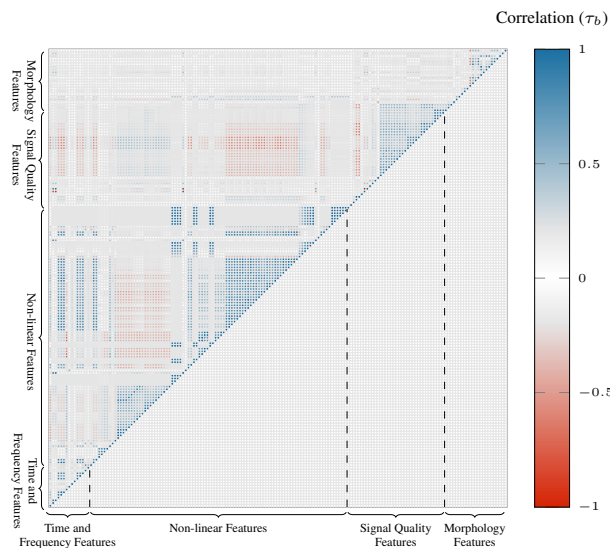 Correlation (τb)
1
0.5
0
−0.5
−1
Morphology
Features
Signal Quality
Features
Non-linear Features
Time and
Frequency Features
Time and
Frequency Features
Non-linear Features
Signal Quality
Features
Morphology
Features